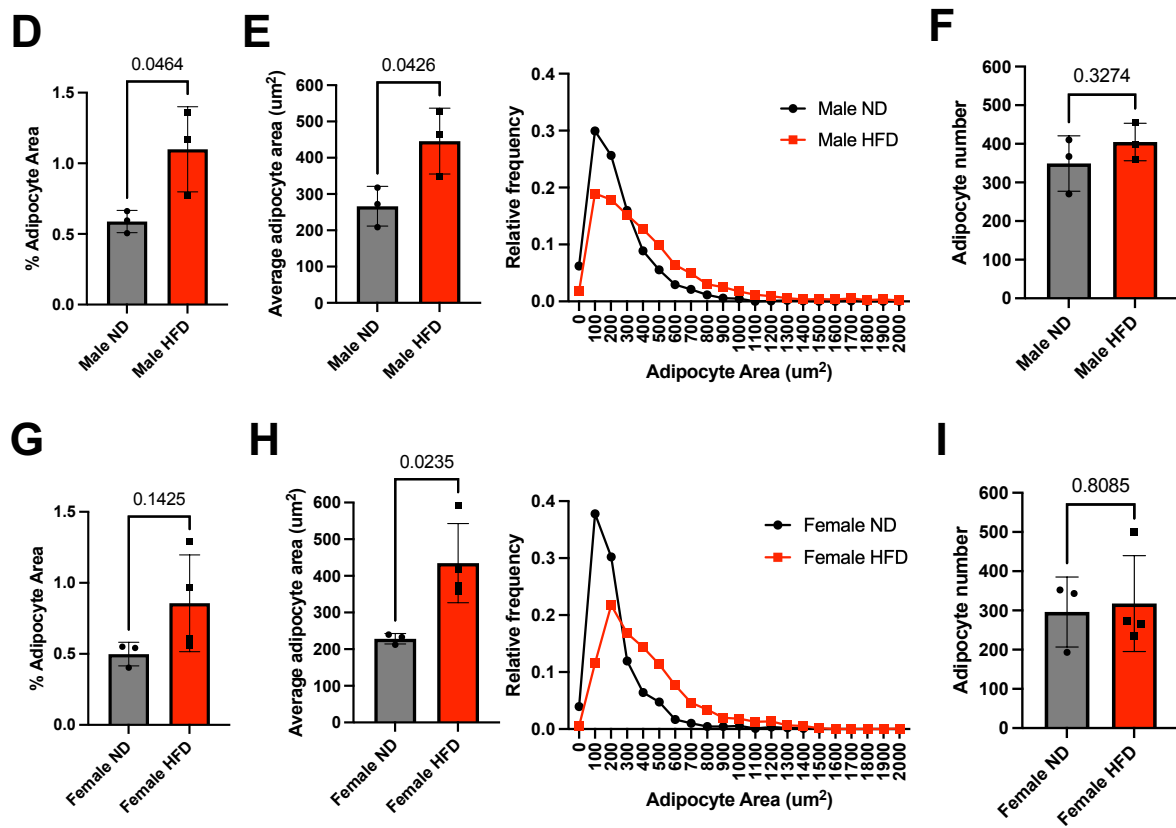 D
0.0464
% Adipocyte Area
1.5
1.0
0.5
0.0
Male ND
Male HFD
E
0.0426
Average adipocyte area (um²)
600
500
400
300
200
100
0
Male ND
Male HFD
Relative frequency
0.4
0.3
0.2
0.1
0.0
Male ND
Male HFD
0
100
200
300
400
500
600
700
800
900
1000
1100
1200
1300
1400
1500
1600
1700
1800
1900
2000
Adipocyte Area (um²)
F
0.3274
Adipocyte number
600
500
400
300
200
100
0
Male ND
Male HFD
G
0.1425
% Adipocyte Area
1.5
1.0
0.5
0.0
Female ND
Female HFD
H
0.0235
Average adipocyte area (um²)
600
500
400
300
200
100
0
Female ND
Female HFD
Relative frequency
0.4
0.3
0.2
0.1
0.0
Female ND
Female HFD
0
100
200
300
400
500
600
700
800
900
1000
1100
1200
1300
1400
1500
1600
1700
1800
1900
2000
Adipocyte Area (um²)
I
0.8085
Adipocyte number
600
500
400
300
200
100
0
Female ND
Female HFD